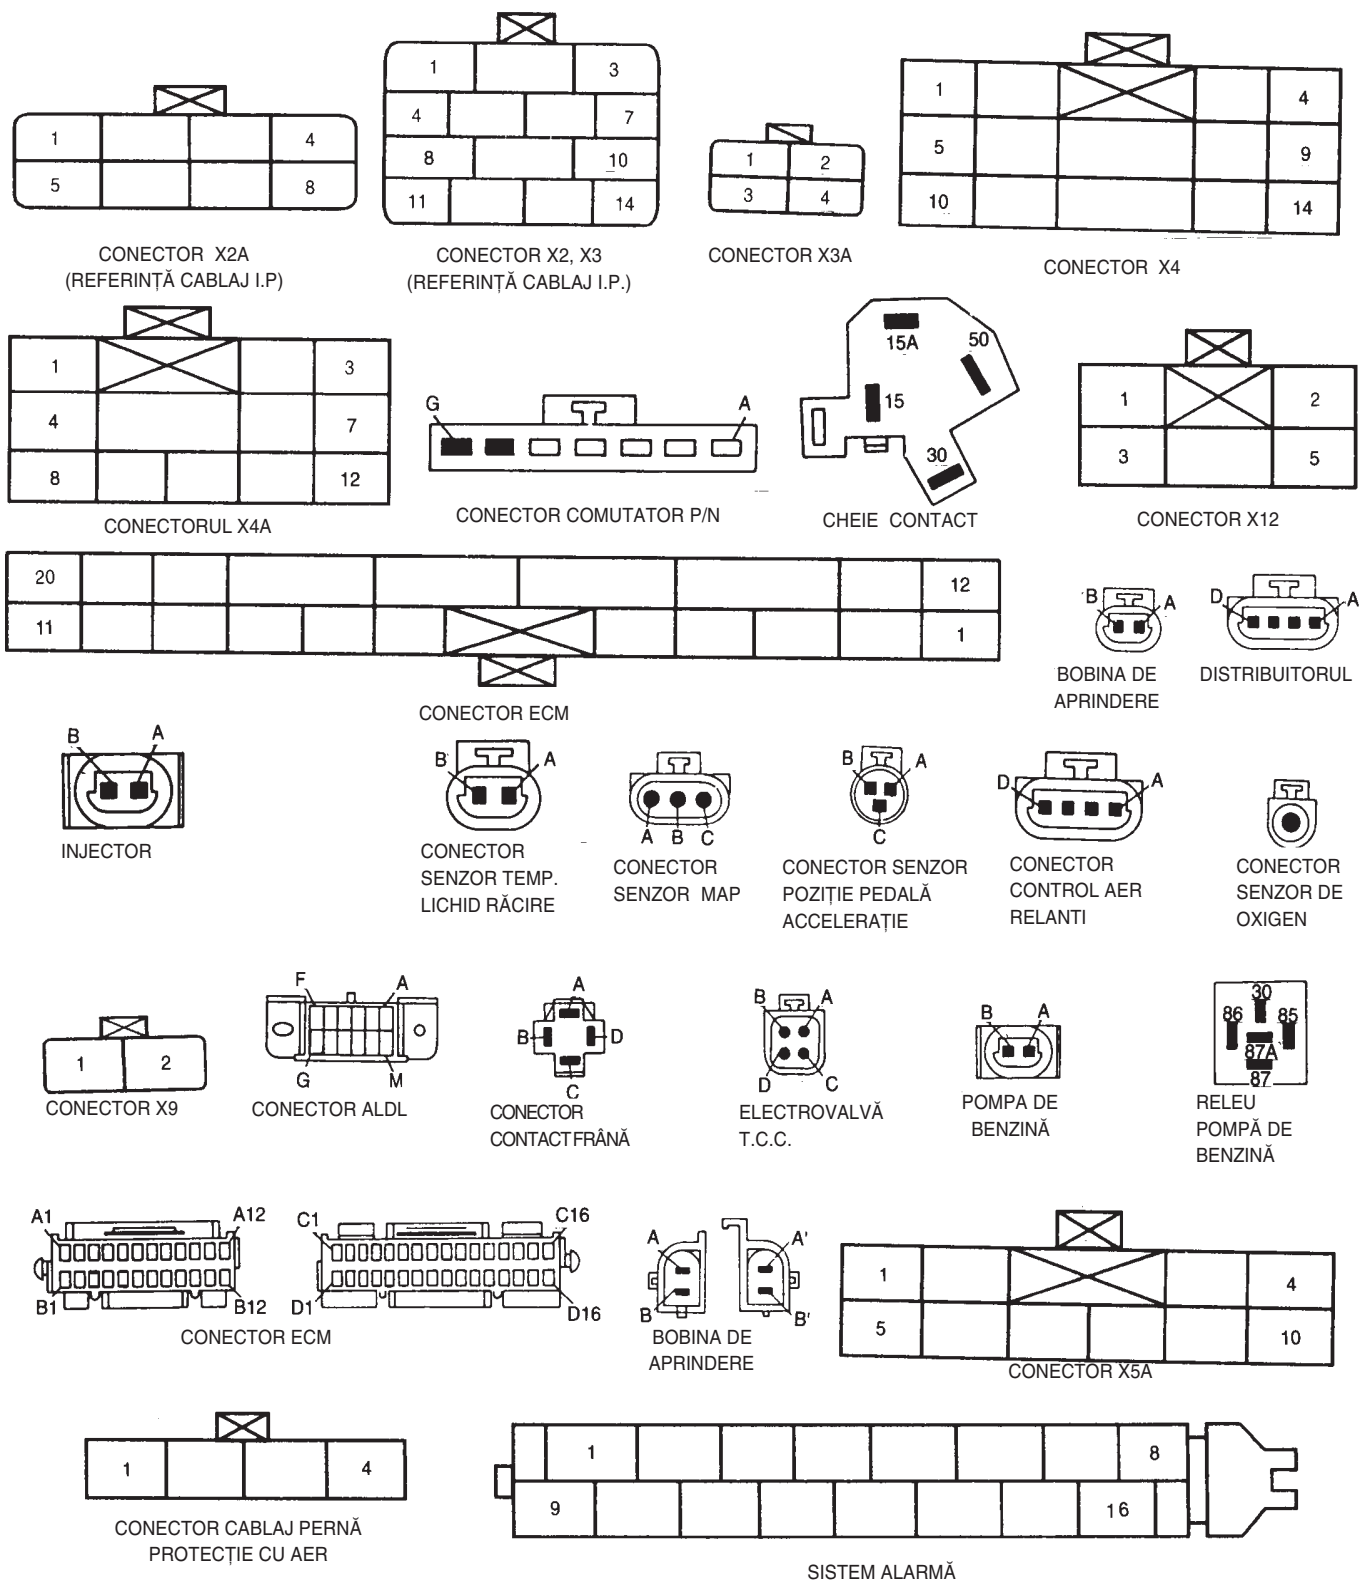 1 3
1 4
4 7
1 4
1 2
5 9
5 8
8 10
3 4
11 14
10 14
CONECTOR X2A
(REFERINȚĂ CABLAJ I.P)
CONECTOR X2, X3
(REFERINȚĂ CABLAJ I.P.)
CONECTOR X3A
CONECTOR X4
1 3
4 7
8 12
CONECTORUL X4A
G A
CONECTOR COMUTATOR P/N
15A 50
15
30
CHEIE CONTACT
1 2
3 5
CONECTOR X12
20 12
11 1
CONECTOR ECM
B A
BOBINA DE
APRINDERE
D A
DISTRIBUITORUL
B A
INJECTOR
B A
CONECTOR
SENZOR TEMP.
LICHID RĂCIRE
A B C
CONECTOR
SENZOR MAP
B A
C
CONECTOR SENZOR
POZIȚIE PEDALĂ
ACCELERAȚIE
D A
CONECTOR
CONTROL AER
RELANTI
CONECTOR
SENZOR DE
OXIGEN
1 2
CONECTOR X9
F A
G M
CONECTOR ALDL
A
B D
C
CONECTOR
CONTACT FRÂNĂ
B A
D C
ELECTROVALVĂ
T.C.C.
B A
POMPA DE
BENZINĂ
30
86 85
87A
87
RELEU
POMPĂ DE
BENZINĂ
A1 A12
B1 B12
C1 C16
D1 D16
CONECTOR ECM
A A'
B B'
BOBINA DE
APRINDERE
1 4
5 10
CONECTOR X5A
1 4
CONECTOR CABLAJ PERNĂ
PROTECȚIE CU AER
1 8
9 16
SISTEM ALARMĂ